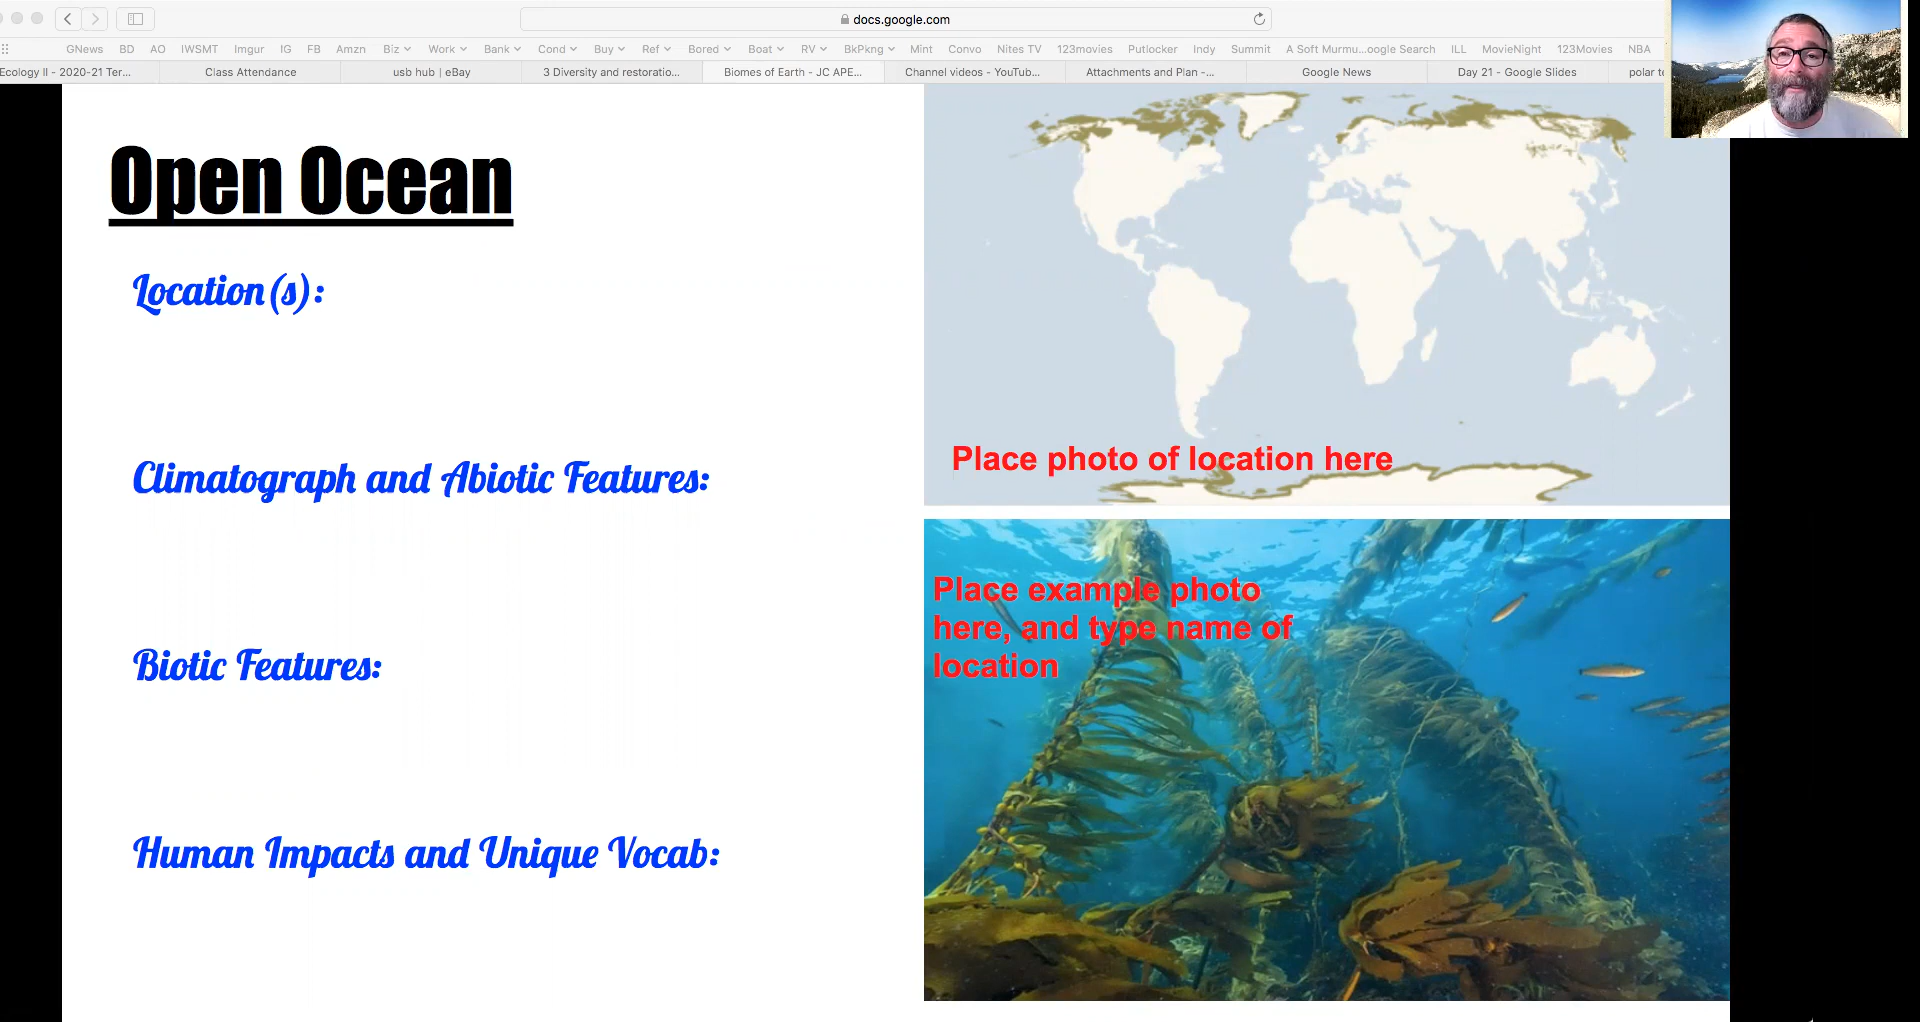 docs.google.com
GNews BD AO IWSMT Imgur IG FB Amzn Biz Work Bank Cond Buy Ref Bored Boat RV BkPkng Mint Convo Nites TV 123movies Putlocker Indy Summit A Soft Murmu...oogle Search ILL MovieNight 123Movies NBA
Ecology II - 2020-21 Ter... Class Attendance usb hub | eBay 3 Diversity and restoratio... Biomes of Earth - JC APE... Channel videos - YouTub... Attachments and Plan -... Google News Day 21 - Google Slides polar te
Open Ocean
Location(s):
Climatograph and Abiotic Features:
Biotic Features:
Human Impacts and Unique Vocab:
Place photo of location here
Place example photo
here, and type name of
location